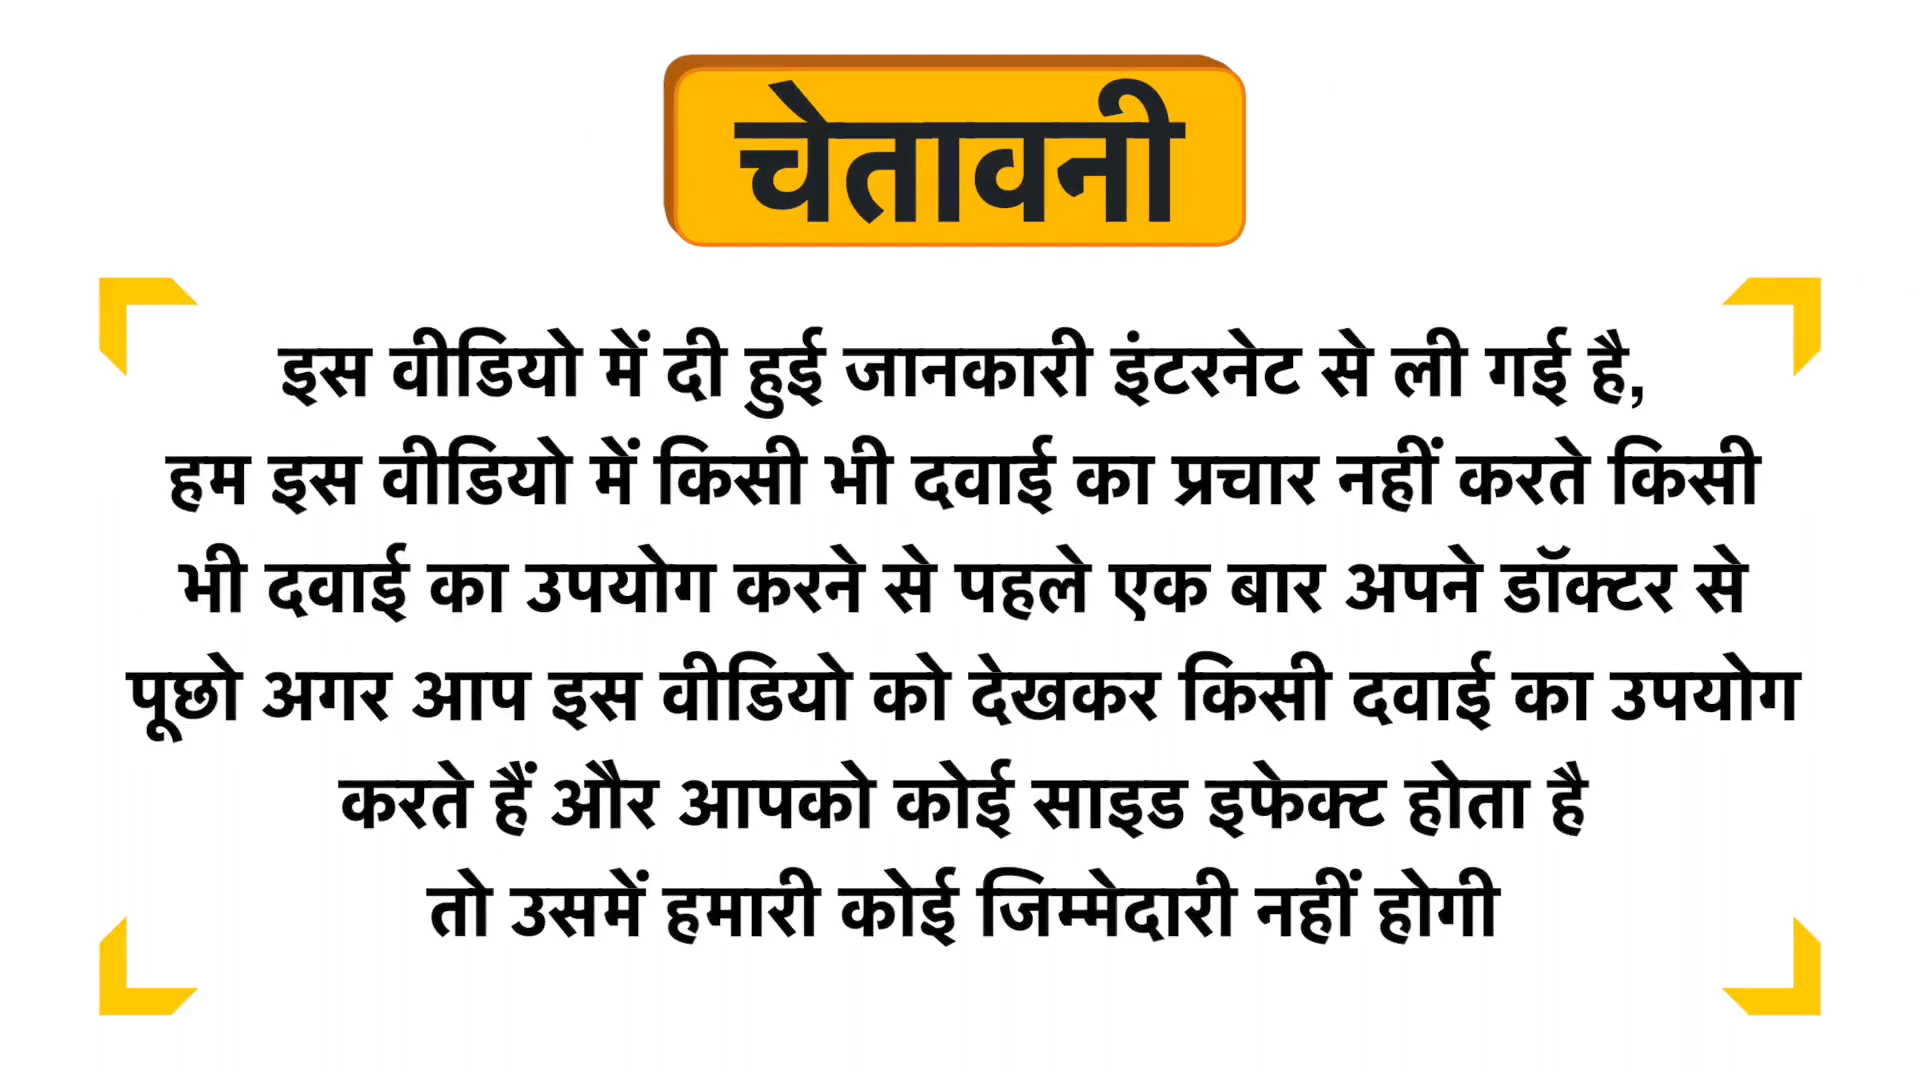 चेतावनी
इस वीडियो में दी हुई जानकारी इंटरनेट से ली गई है,
हम इस वीडियो में किसी भी दवाई का प्रचार नहीं करते किसी
भी दवाई का उपयोग करने से पहले एक बार अपने डॉक्टर से
पूछो अगर आप इस वीडियो को देखकर किसी दवाई का उपयोग
करते हैं और आपको कोई साइड इफेक्ट होता है
तो उसमें हमारी कोई जिम्मेदारी नहीं होगी